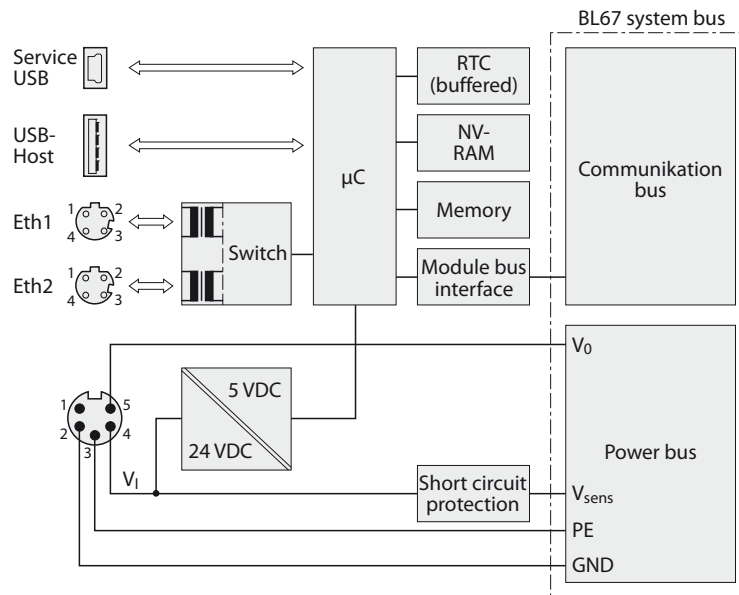 BL67 system bus
Service
USB
RTC
(buffered)
USB-
Host
NV-
RAM
µC
Communikation
bus
Memory
Eth1
1
2
4
3
Switch
Module bus
interface
Eth2
1
2
4
3
V0
5 VDC
24 VDC
1
5
2
4
3
VI
Power bus
Short circuit
protection
Vsens
PE
GND